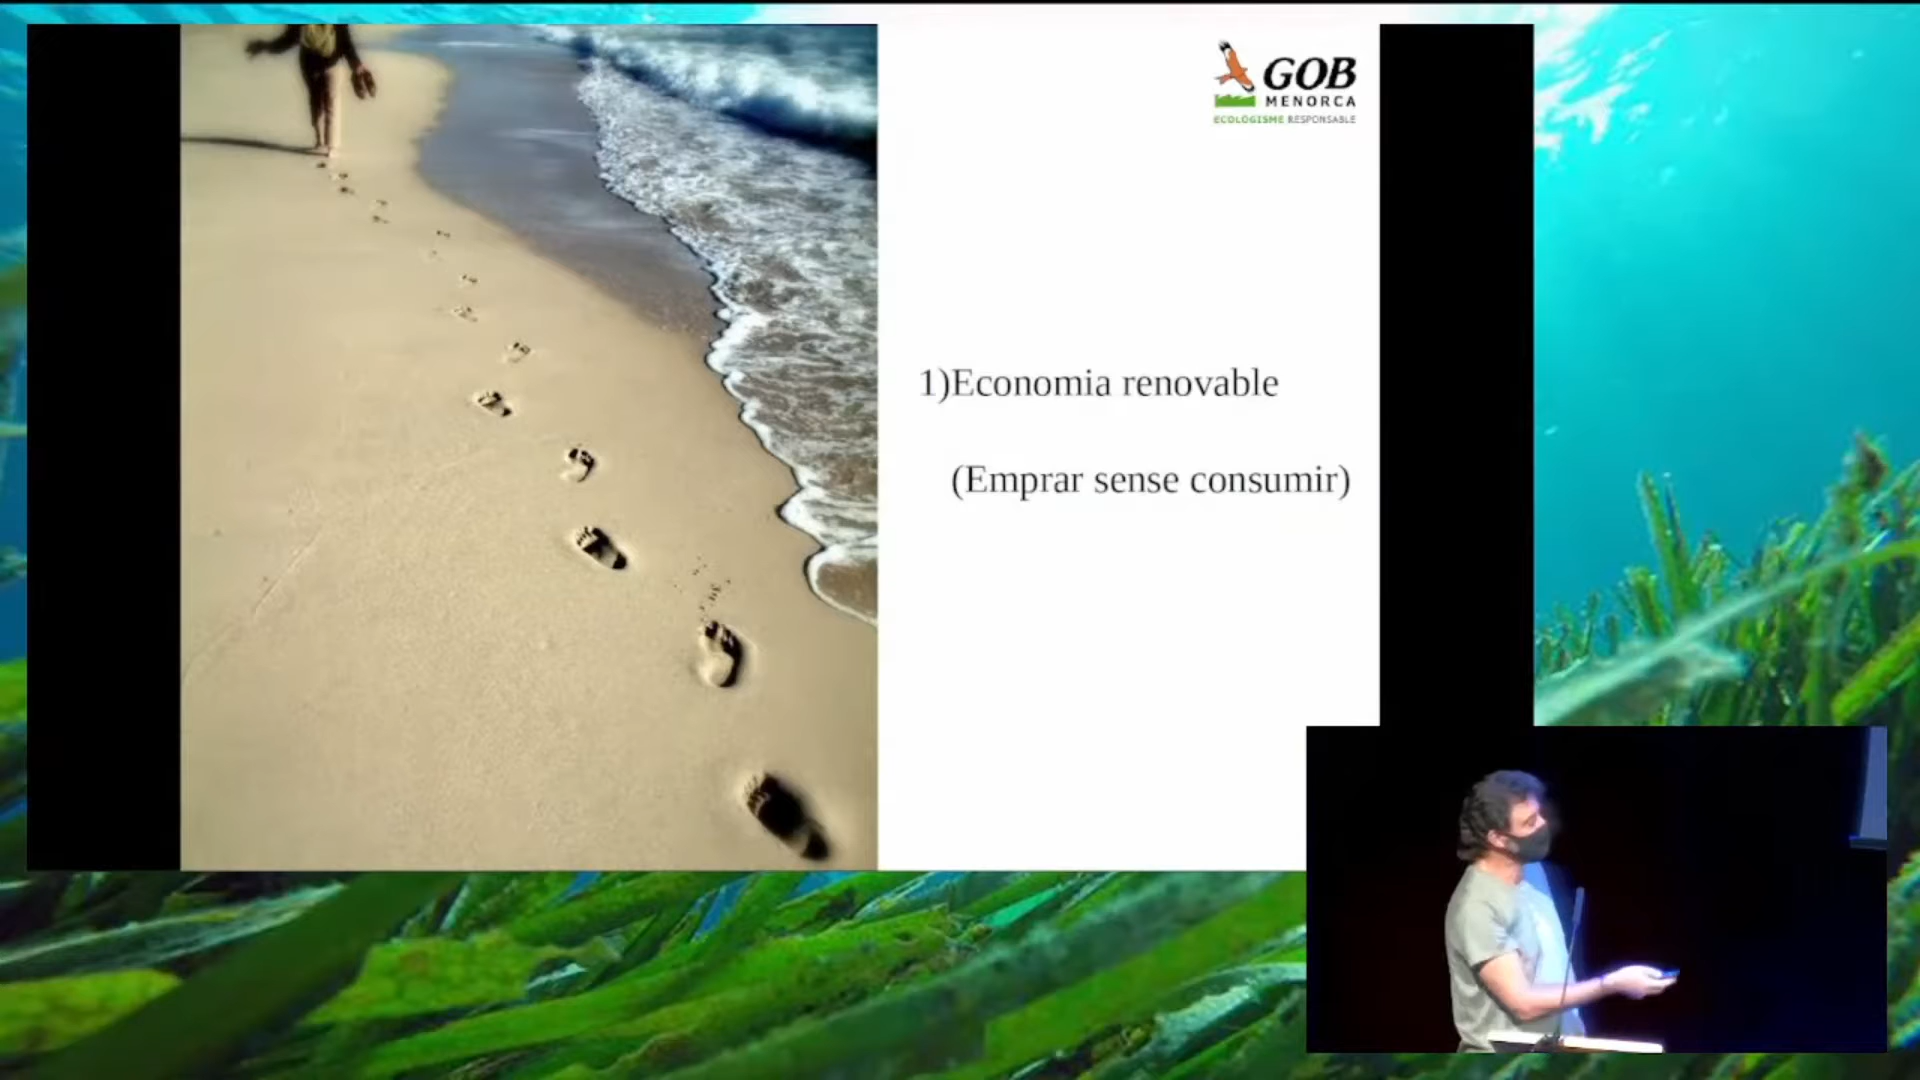 GOB
MENORCA
ECOLOGISME RESPONSABLE
1)Economia renovable
(Emprar sense consumir)